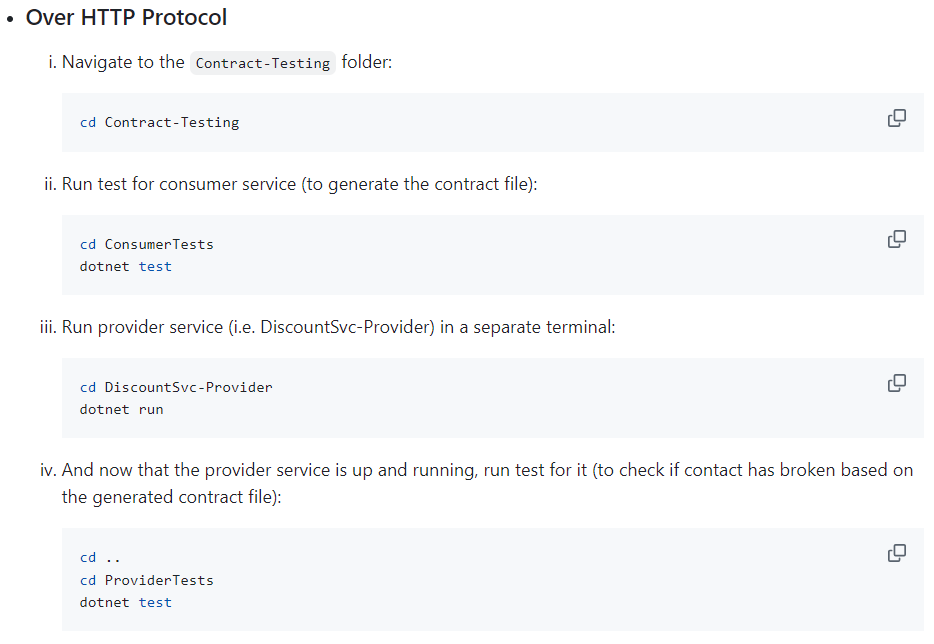 • Over HTTP Protocol
i. Navigate to the Contract-Testing folder:
cd Contract-Testing
ii. Run test for consumer service (to generate the contract file):
cd ConsumerTests
dotnet test
iii. Run provider service (i.e. DiscountSvc-Provider) in a separate terminal:
cd DiscountSvc-Provider
dotnet run
iv. And now that the provider service is up and running, run test for it (to check if contact has broken based on
the generated contract file):
cd ..
cd ProviderTests
dotnet test